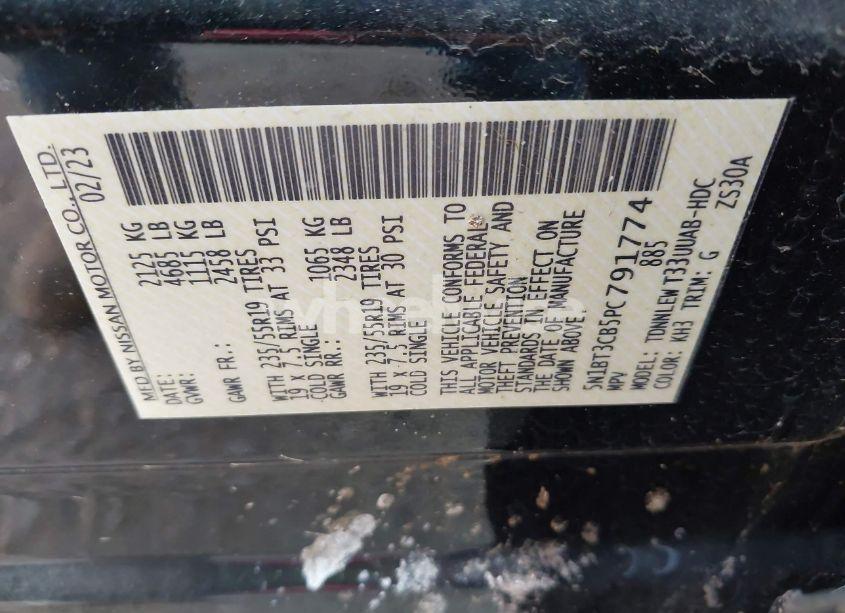 MFD BY NISSAN MOTOR CO., LTD.
DATE: 02/23
GVWR: 2125 KG
4685 LB
GAWR FR.: 1115 KG
2458 LB
WITH 235/55R19 TIRES
19 X 7.5 RIMS AT 33 PSI
COLD SINGLE
GAWR RR.: 1065 KG
2348 LB
WITH 235/55R19 TIRES
19 X 7.5 RIMS AT 30 PSI
COLD SINGLE
THIS VEHICLE CONFORMS TO
ALL APPLICABLE FEDERAL
MOTOR VEHICLE SAFETY AND
THEFT PREVENTION
STANDARDS IN EFFECT ON
THE DATE OF MANUFACTURE
SHOWN ABOVE.
5N1BT3CB5PC791774
MPV 885
MODEL: TONNLEW T33UUAB-HDC
COLOR: KH3 TRIM: G ZS30A